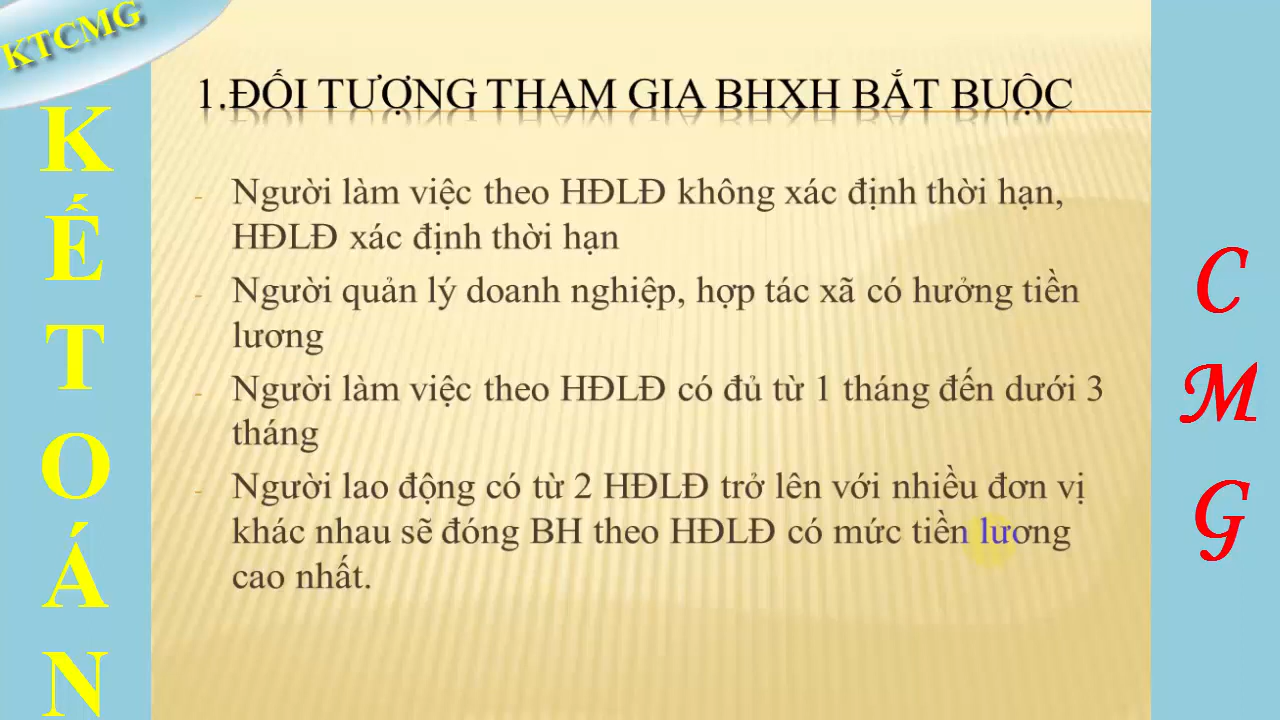 KTCMG
KẾ TOÁN
1.ĐỐI TƯỢNG THAM GIA BHXH BẮT BUỘC
- Người làm việc theo HĐLĐ không xác định thời hạn,
HĐLĐ xác định thời hạn
- Người quản lý doanh nghiệp, hợp tác xã có hưởng tiền
lương
- Người làm việc theo HĐLĐ có đủ từ 1 tháng đến dưới 3
tháng
- Người lao động có từ 2 HĐLĐ trở lên với nhiều đơn vị
khác nhau sẽ đóng BH theo HĐLĐ có mức tiền lương
cao nhất.
CMG